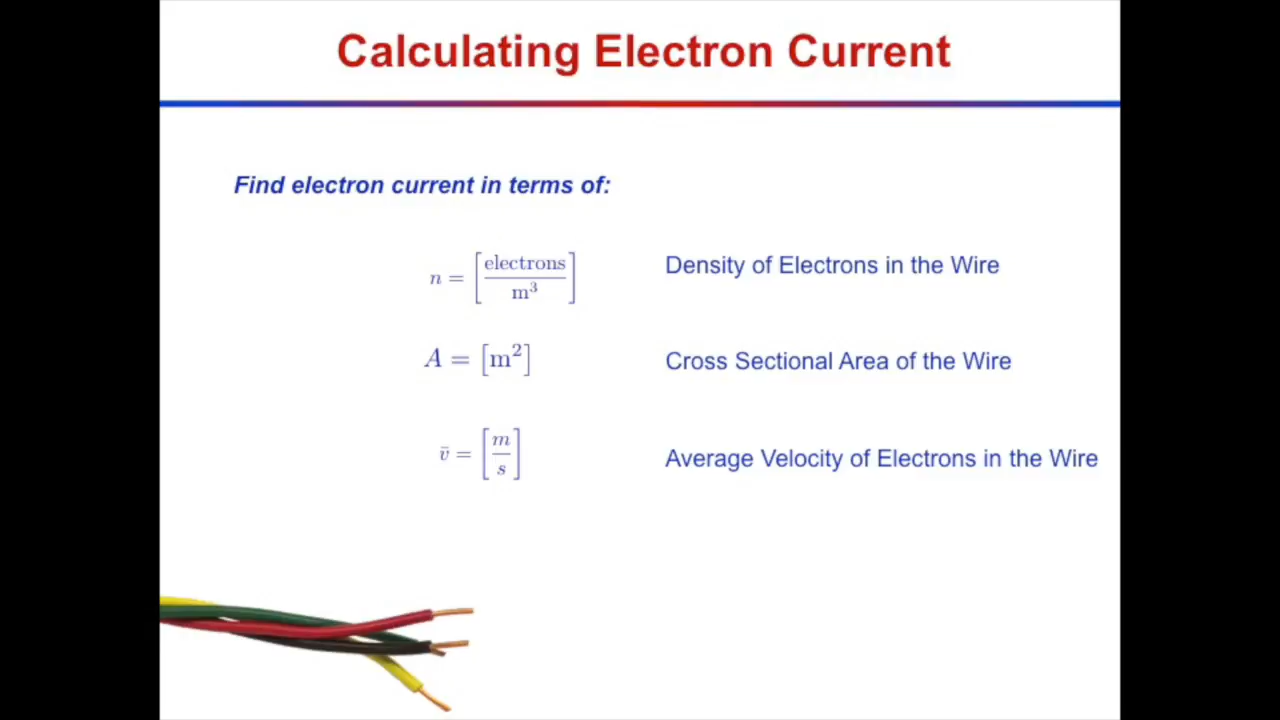 Calculating Electron Current
Find electron current in terms of:
n = [electrons/m³] Density of Electrons in the Wire
A = [m²] Cross Sectional Area of the Wire
v̄ = [m/s] Average Velocity of Electrons in the Wire